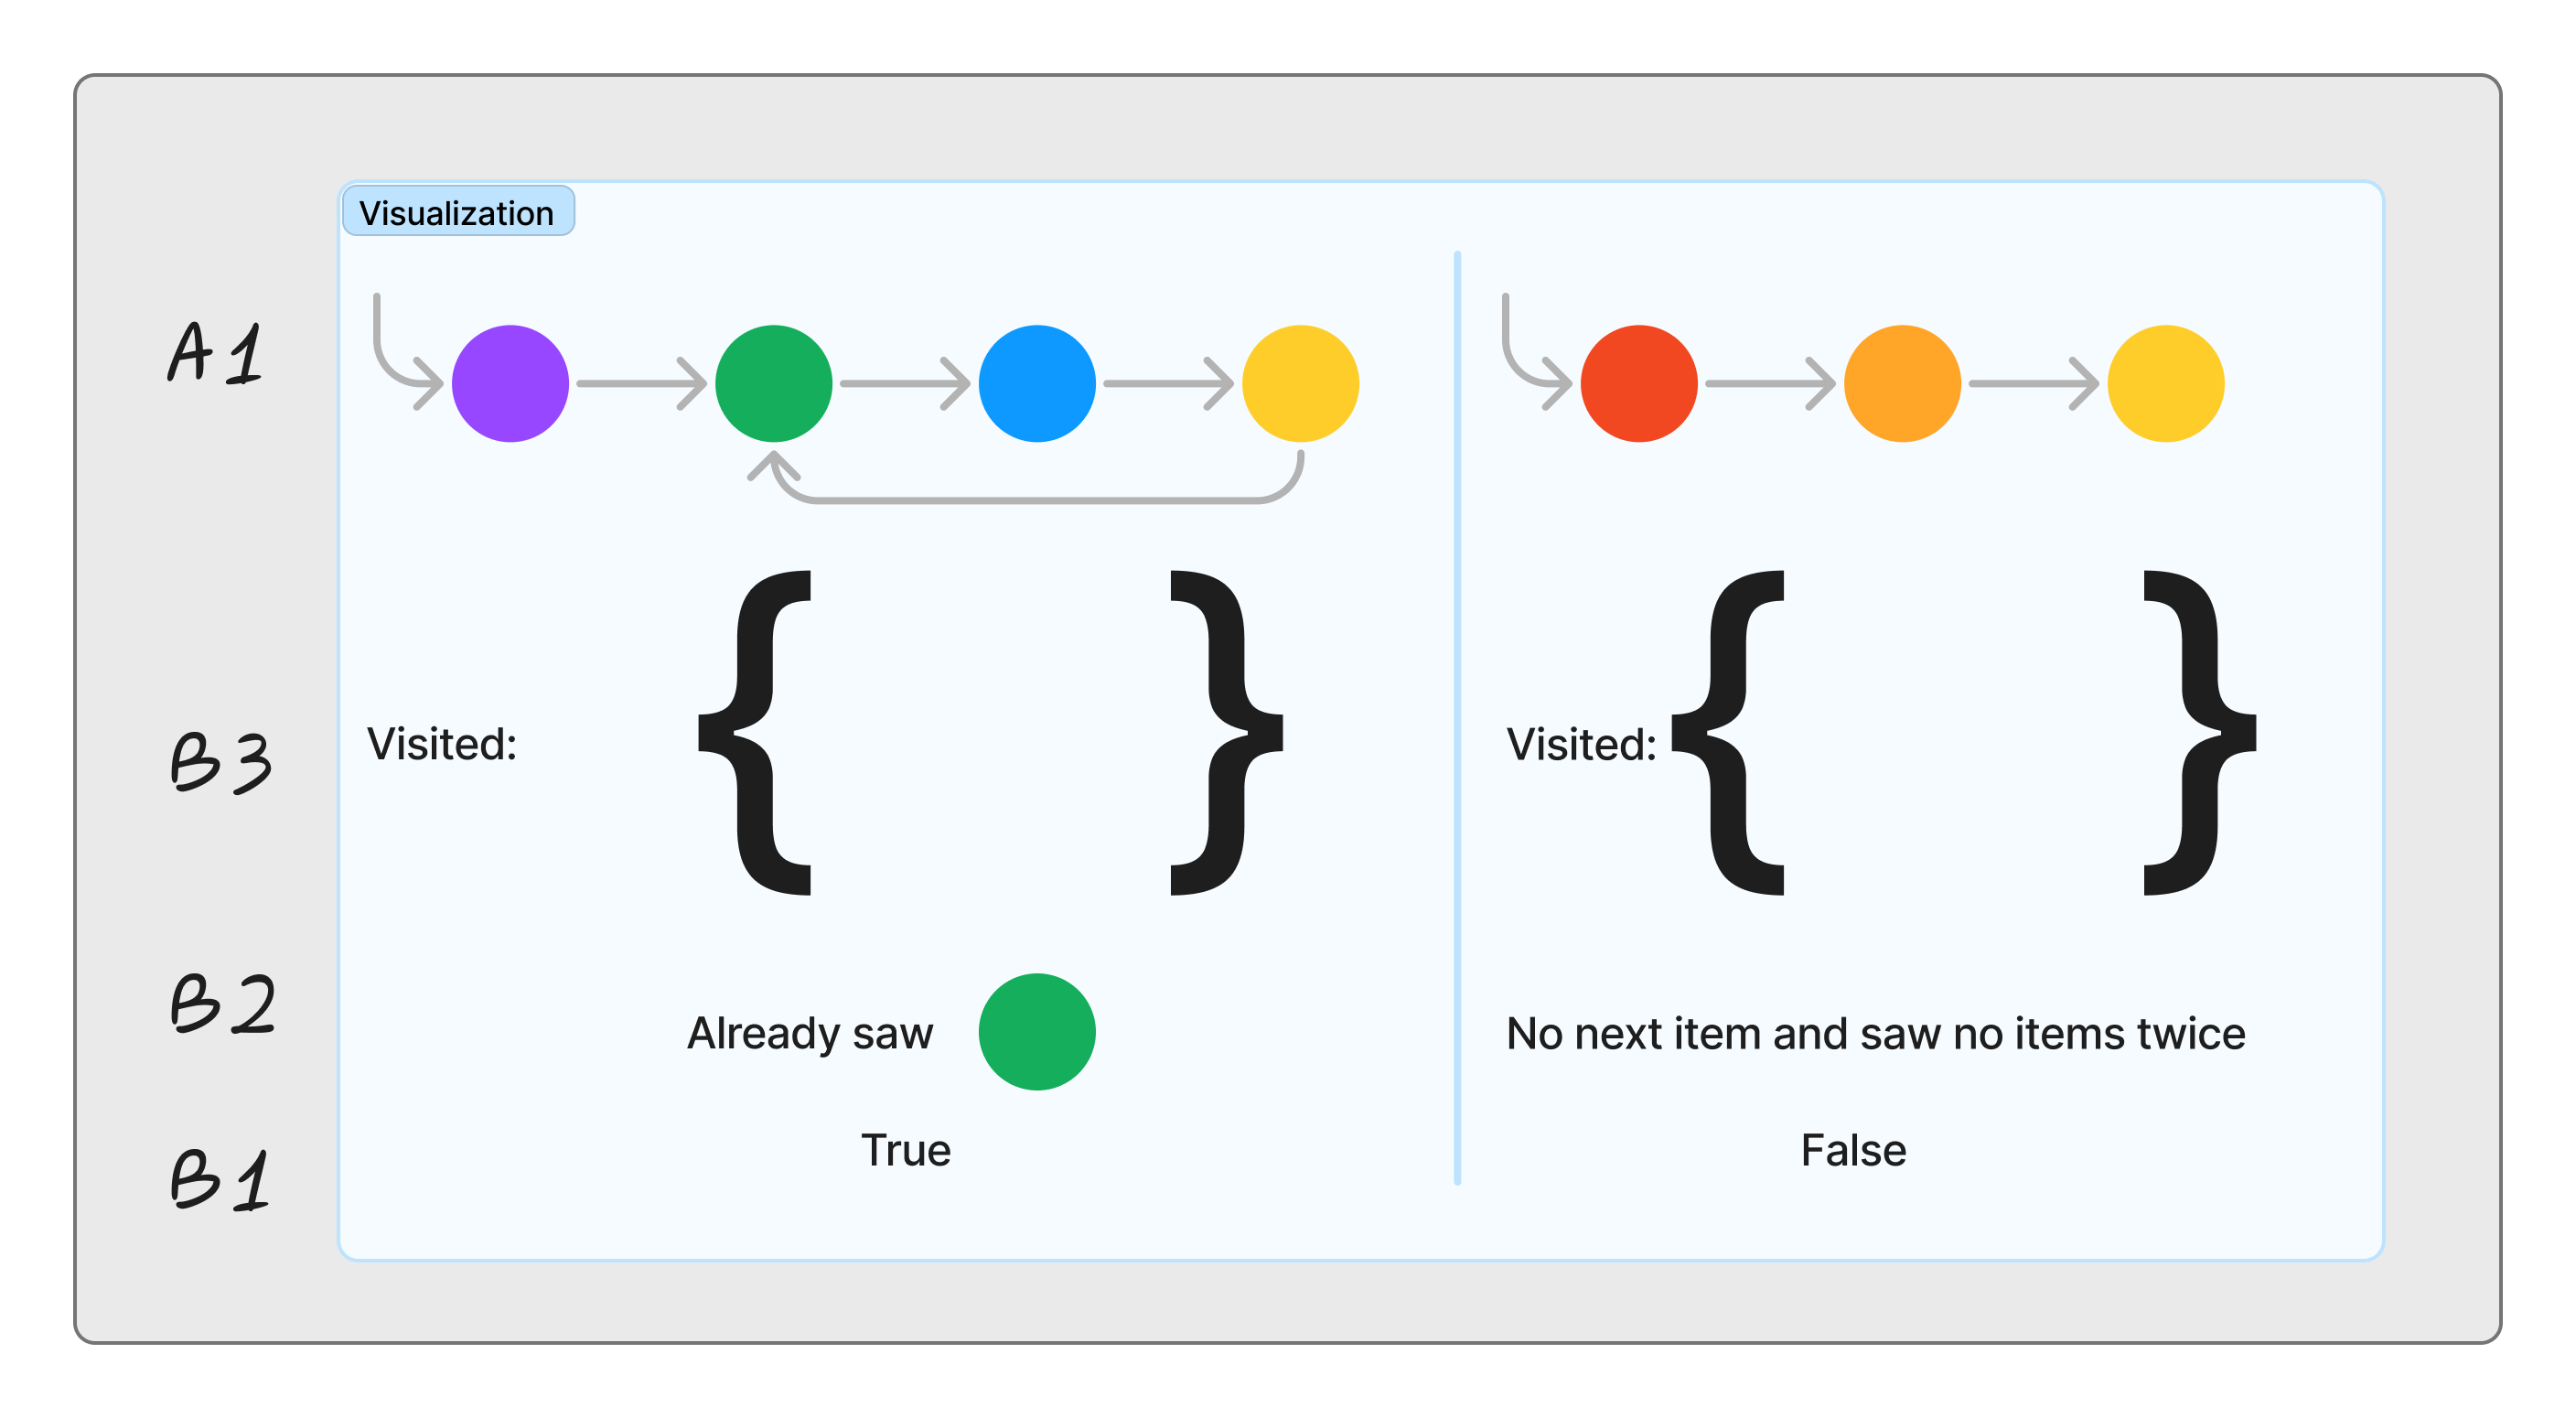 Visualization
A1
B3 Visited: { } Visited: { }
B2 Already saw No next item and saw no items twice
B1 True False